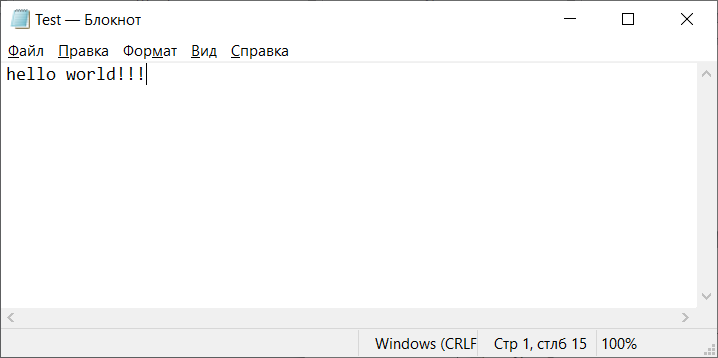 Test — Блокнот
Файл Правка Формат Вид Справка
hello world!!!
Windows (CRLF Стр 1, стлб 15 100%